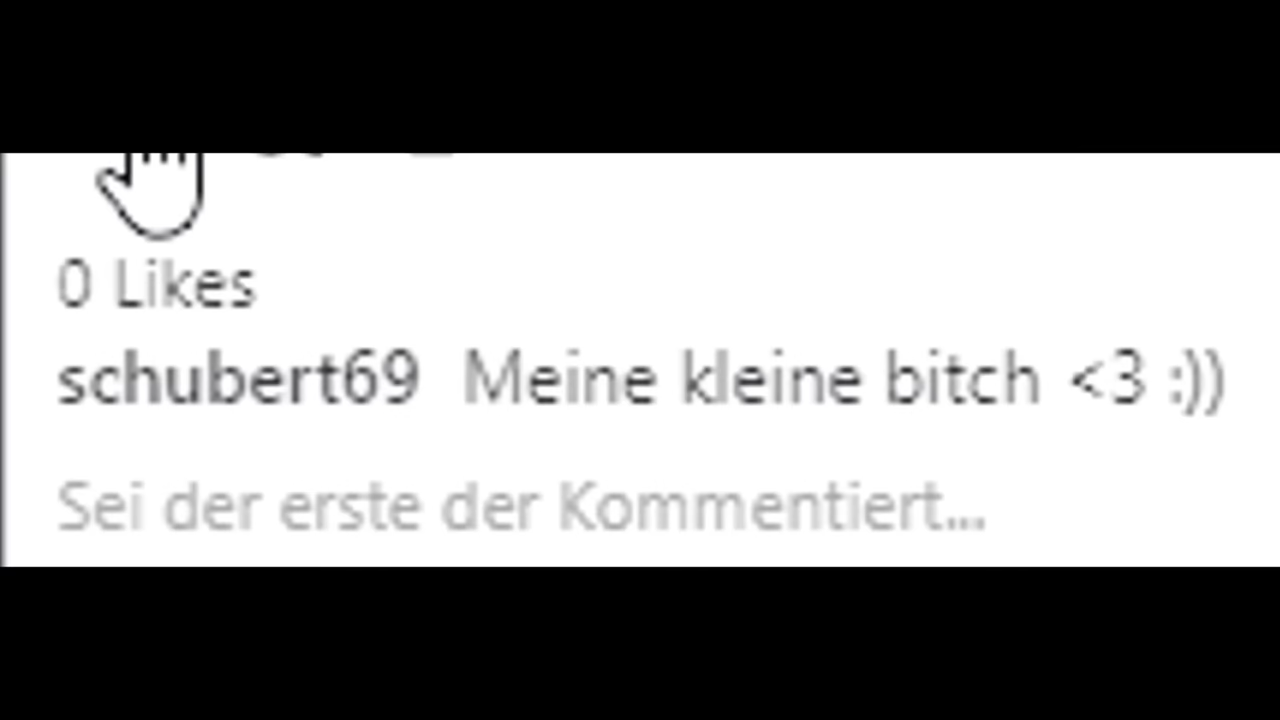 0 Likes
schubert69 Meine kleine bitch <3 :))
Sei der erste der Kommentiert...